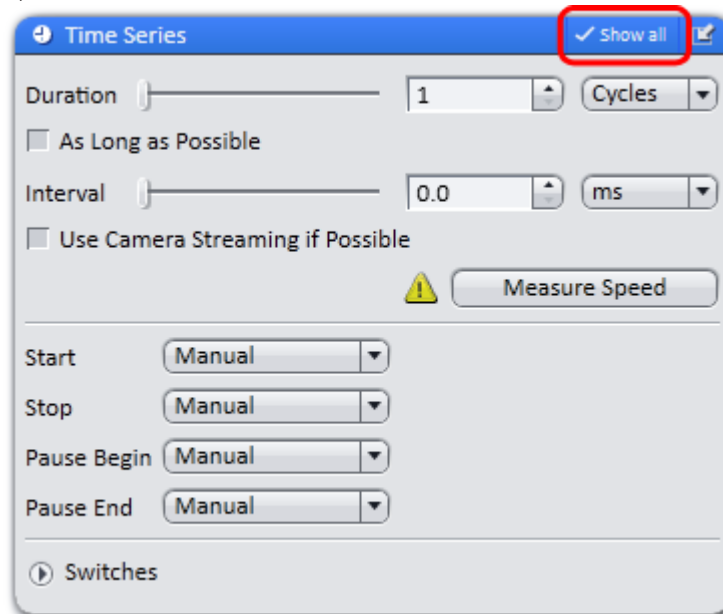 Time Series Show all
Duration 1 Cycles
As Long as Possible
Interval 0.0 ms
Use Camera Streaming if Possible
Measure Speed
Start Manual
Stop Manual
Pause Begin Manual
Pause End Manual
Switches